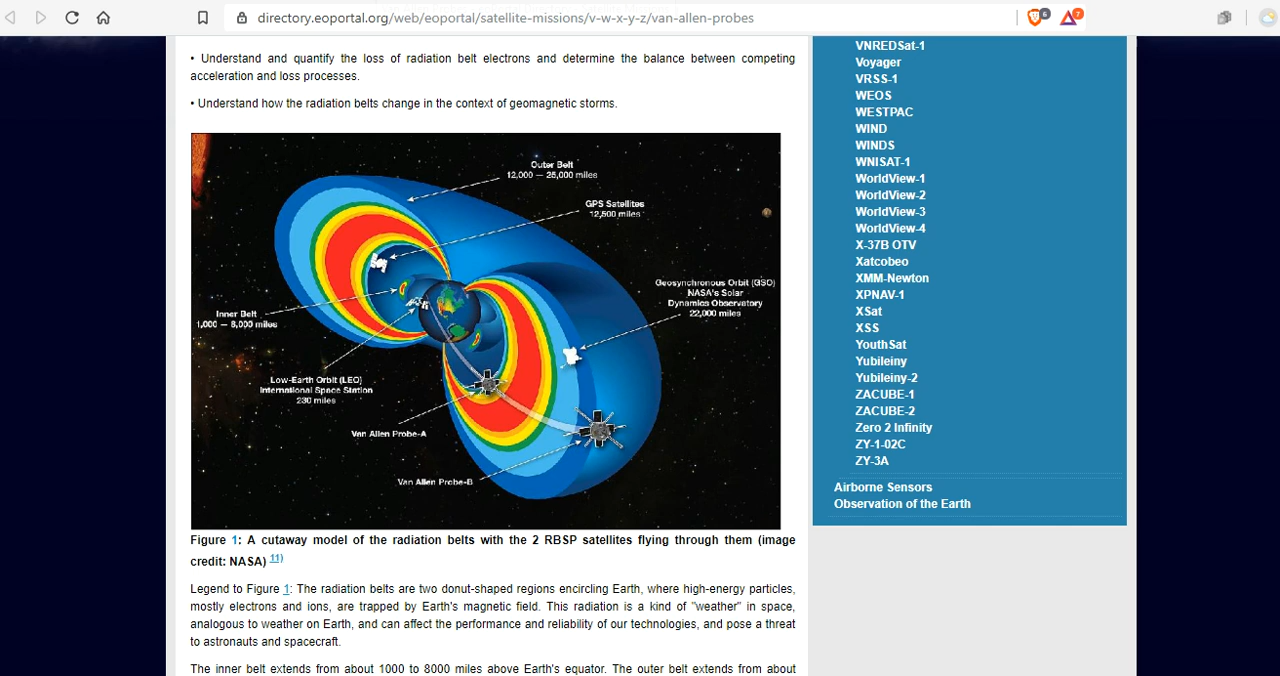 directory.eoportal.org/web/eoportal/satellite-missions/v-w-x-y-z/van-allen-probes
6
7
• Understand and quantify the loss of radiation belt electrons and determine the balance between competing
acceleration and loss processes.
• Understand how the radiation belts change in the context of geomagnetic storms.
Outer Belt
12,000 — 25,000 miles
GPS Satellites
12,500 miles
Geosynchronous Orbit (GSO)
NASA's Solar
Dynamics Observatory
22,000 miles
Inner Belt
1,000 — 8,000 miles
Low-Earth Orbit (LEO)
International Space Station
230 miles
Van Allen Probe-A
Van Allen Probe-B
Figure 1: A cutaway model of the radiation belts with the 2 RBSP satellites flying through them (image
credit: NASA) 11)
Legend to Figure 1: The radiation belts are two donut-shaped regions encircling Earth, where high-energy particles,
mostly electrons and ions, are trapped by Earth's magnetic field. This radiation is a kind of "weather" in space,
analogous to weather on Earth, and can affect the performance and reliability of our technologies, and pose a threat
to astronauts and spacecraft.
The inner belt extends from about 1000 to 8000 miles above Earth's equator. The outer belt extends from about
VNREDSat-1
Voyager
VRSS-1
WEOS
WESTPAC
WIND
WINDS
WNISAT-1
WorldView-1
WorldView-2
WorldView-3
WorldView-4
X-37B OTV
Xatcobeo
XMM-Newton
XPNAV-1
XSat
XSS
YouthSat
Yubileiny
Yubileiny-2
ZACUBE-1
ZACUBE-2
Zero 2 Infinity
ZY-1-02C
ZY-3A
Airborne Sensors
Observation of the Earth